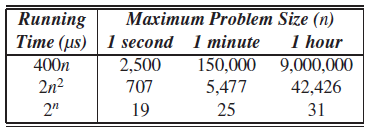 Running Maximum Problem Size (n)
Time (μs) 1 second 1 minute 1 hour
400n 2,500 150,000 9,000,000
2n² 707 5,477 42,426
2ⁿ 19 25 31